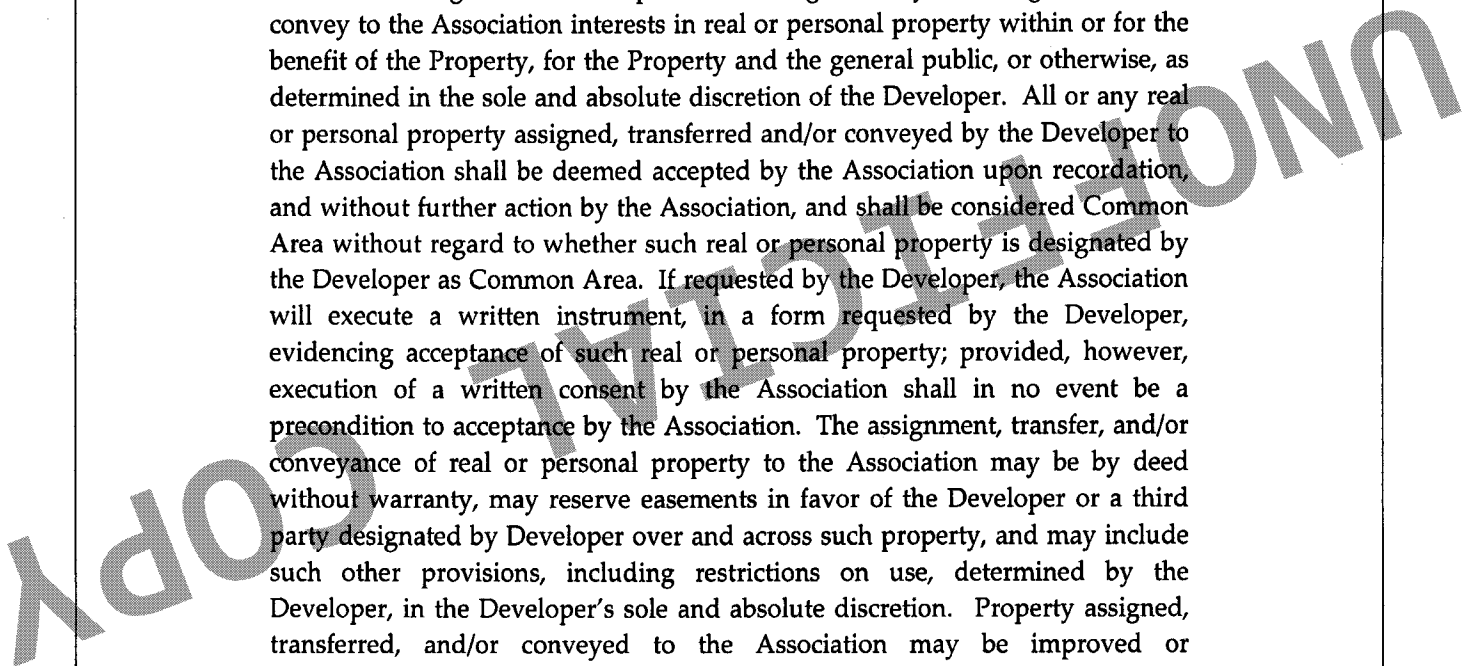 convey to the Association interests in real or personal property within or for the
benefit of the Property, for the Property and the general public, or otherwise, as
determined in the sole and absolute discretion of the Developer. All or any real
or personal property assigned, transferred and/or conveyed by the Developer to
the Association shall be deemed accepted by the Association upon recordation,
and without further action by the Association, and shall be considered Common
Area without regard to whether such real or personal property is designated by
the Developer as Common Area. If requested by the Developer, the Association
will execute a written instrument, in a form requested by the Developer,
evidencing acceptance of such real or personal property; provided, however,
execution of a written consent by the Association shall in no event be a
precondition to acceptance by the Association. The assignment, transfer, and/or
conveyance of real or personal property to the Association may be by deed
without warranty, may reserve easements in favor of the Developer or a third
party designated by Developer over and across such property, and may include
such other provisions, including restrictions on use, determined by the
Developer, in the Developer's sole and absolute discretion. Property assigned,
transferred, and/or conveyed to the Association may be improved or
UNOFFICIAL COPY